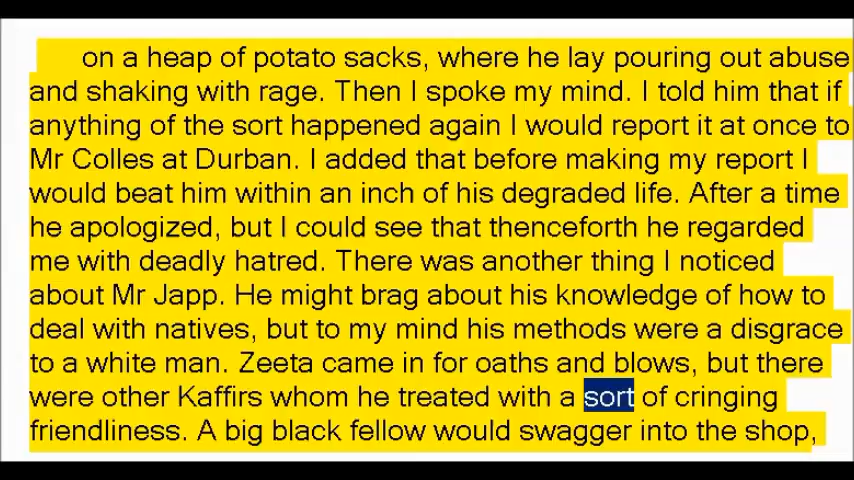 on a heap of potato sacks, where he lay pouring out abuse
and shaking with rage. Then I spoke my mind. I told him that if
anything of the sort happened again I would report it at once to
Mr Colles at Durban. I added that before making my report I
would beat him within an inch of his degraded life. After a time
he apologized, but I could see that thenceforth he regarded
me with deadly hatred. There was another thing I noticed
about Mr Japp. He might brag about his knowledge of how to
deal with natives, but to my mind his methods were a disgrace
to a white man. Zeeta came in for oaths and blows, but there
were other Kaffirs whom he treated with a sort of cringing
friendliness. A big black fellow would swagger into the shop,